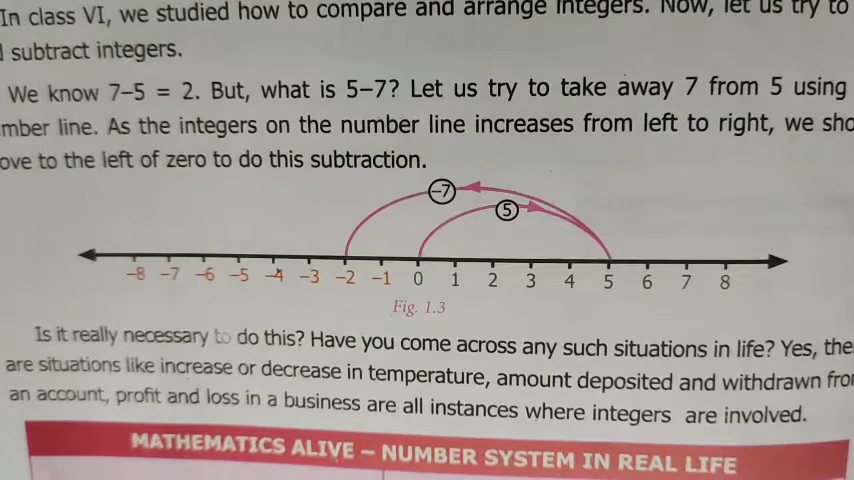 In class VI, we studied how to compare and arrange integers. Now, let us try to
subtract integers.
We know 7–5 = 2. But, what is 5–7? Let us try to take away 7 from 5 using
mber line. As the integers on the number line increases from left to right, we sho
ove to the left of zero to do this subtraction.
–7
5
–8 –7 –6 –5 –4 –3 –2 –1 0 1 2 3 4 5 6 7 8
Fig. 1.3
Is it really necessary to do this? Have you come across any such situations in life? Yes, the
are situations like increase or decrease in temperature, amount deposited and withdrawn from
an account, profit and loss in a business are all instances where integers are involved.
MATHEMATICS ALIVE – NUMBER SYSTEM IN REAL LIFE